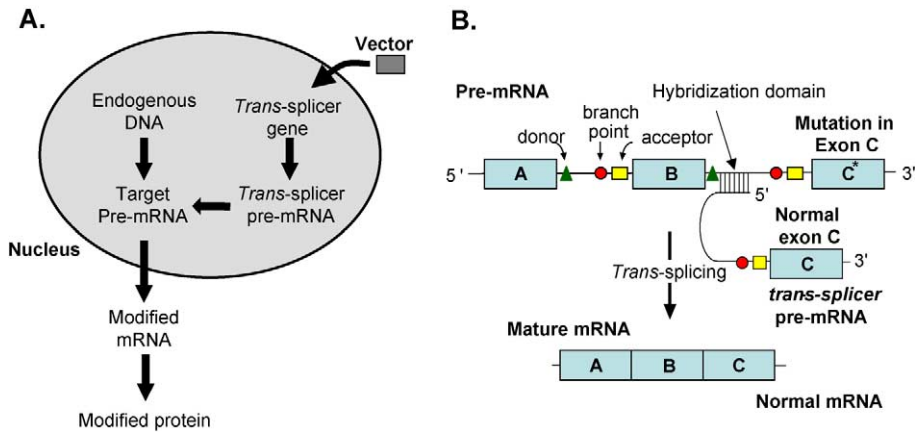 A.
Vector
Endogenous
DNA
Trans-splicer
gene
Target
Pre-mRNA
Trans-splicer
pre-mRNA
Nucleus
Modified
mRNA
Modified protein
B.
Pre-mRNA
branch
point
Hybridization domain
donor
acceptor
Mutation in
Exon C
5 '
A
B
C*
3'
5'
Normal
exon C
C
3'
Trans-splicing
trans-splicer
pre-mRNA
Mature mRNA
A B C
Normal mRNA